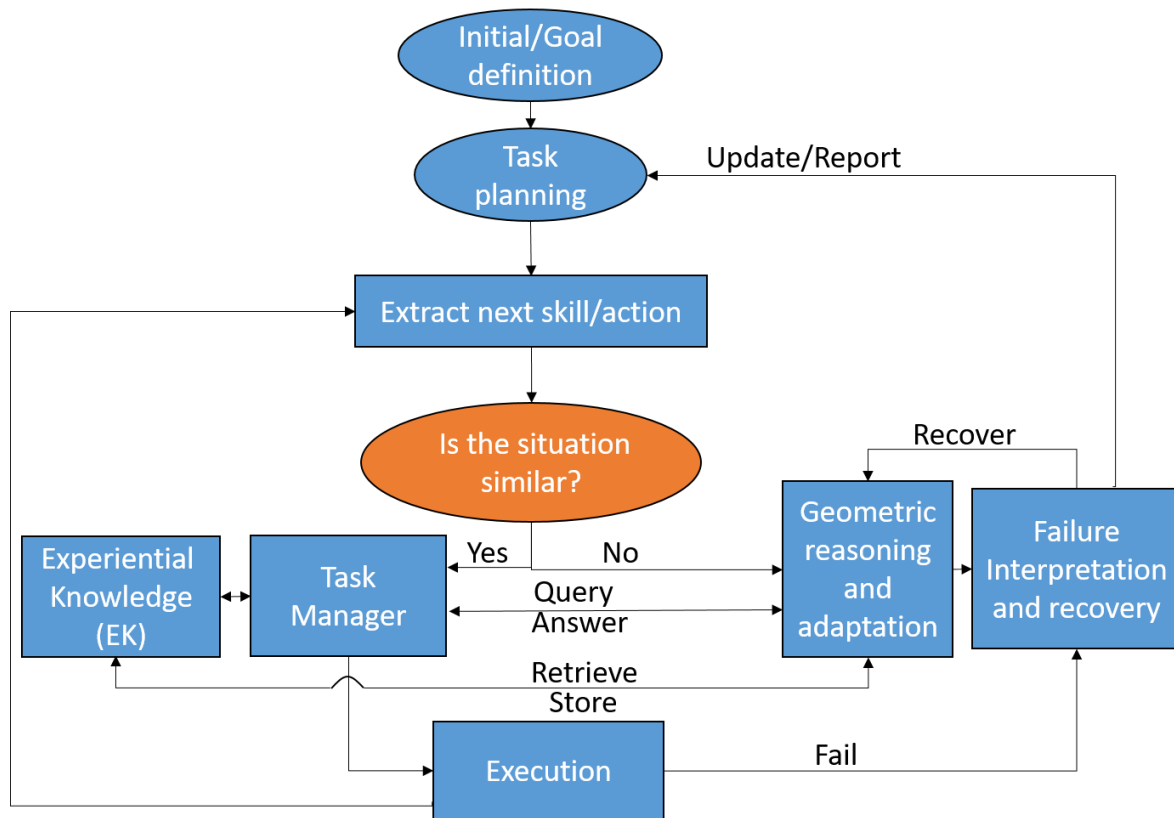 Initial/Goal
definition
Task
planning
Update/Report
Extract next skill/action
Is the situation
similar?
Recover
Yes
No
Experiential
Knowledge
(EK)
Task
Manager
Query
Answer
Geometric
reasoning
and
adaptation
Failure
Interpretation
and recovery
Retrieve
Store
Execution
Fail